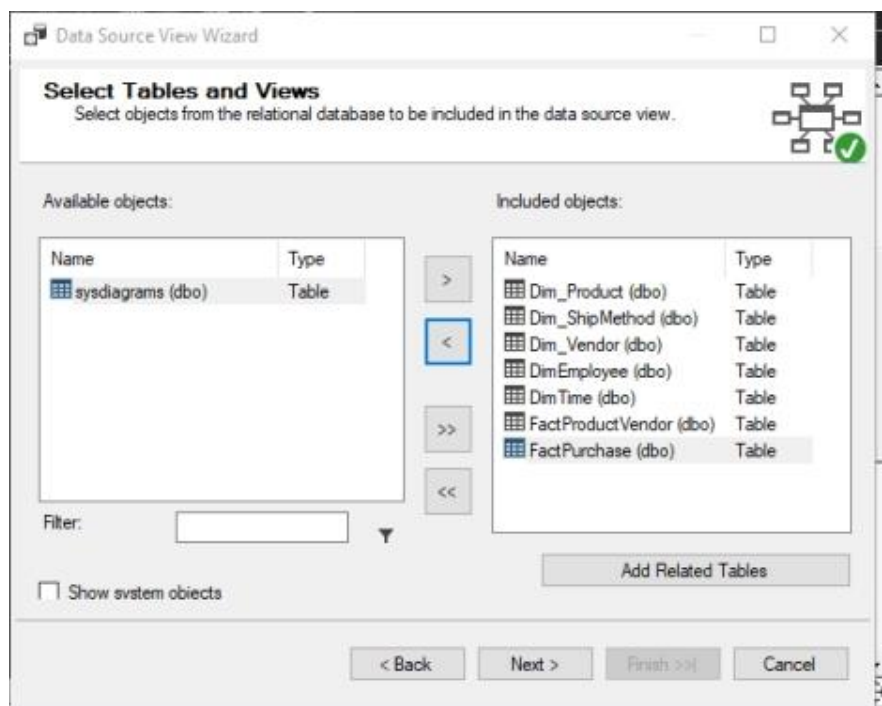 Data Source View Wizard
Select Tables and Views
Select objects from the relational database to be included in the data source view.
Available objects:
Name Type
sysdiagrams (dbo) Table
>
<
>>
<<
Filter:
Show system objects
Included objects:
Name Type
Dim_Product (dbo) Table
Dim_ShipMethod (dbo) Table
Dim_Vendor (dbo) Table
DimEmployee (dbo) Table
DimTime (dbo) Table
FactProductVendor (dbo) Table
FactPurchase (dbo) Table
Add Related Tables
< Back Next > Finish >>| Cancel